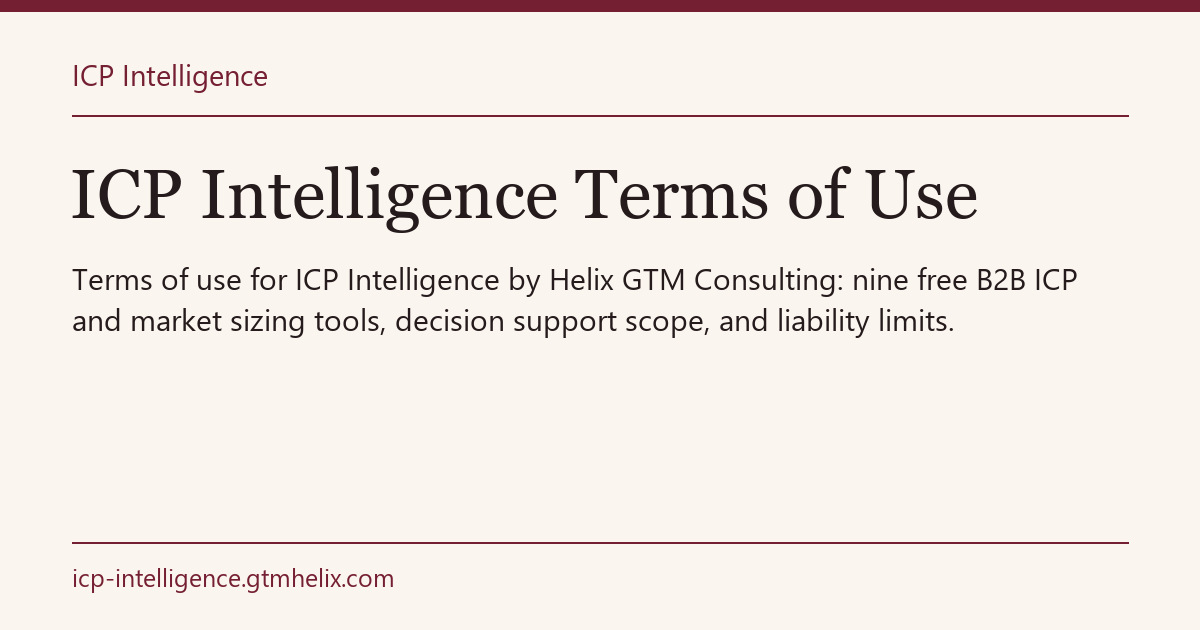 ICP Intelligence
ICP Intelligence Terms of Use
Terms of use for ICP Intelligence by Helix GTM Consulting: nine free B2B ICP
and market sizing tools, decision support scope, and liability limits.
icp-intelligence.gtmhelix.com